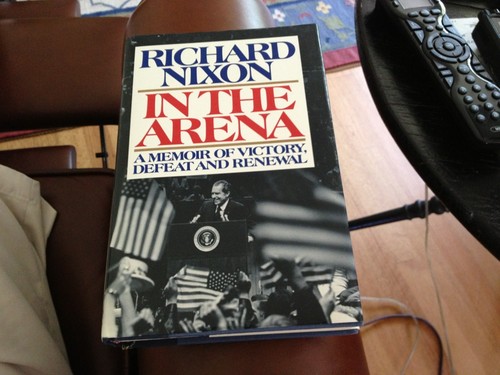 RICHARD
NIXON
IN THE
ARENA
A MEMOIR OF VICTORY,
DEFEAT AND RENEWAL